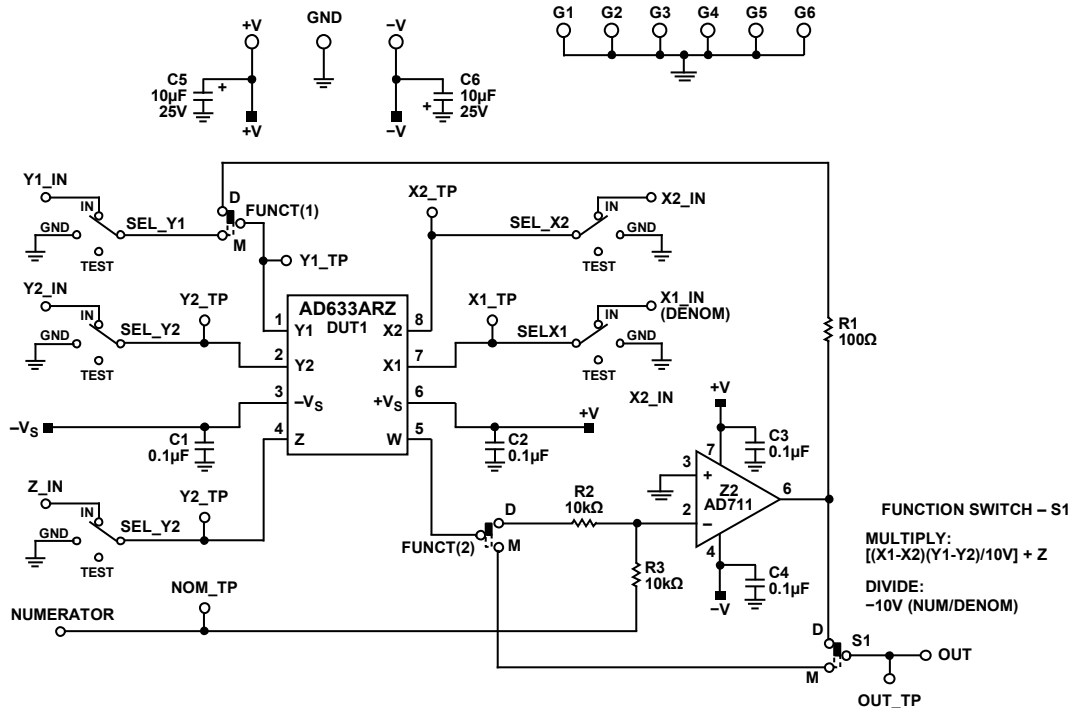 +V
GND
−V
G1 G2 G3 G4 G5 G6
C5
10µF
25V
+
C6
10µF
25V
+
+V
−V
Y1_IN
IN
GND
SEL_Y1
TEST
D
FUNCT(1)
M
Y1_TP
X2_TP
X2_IN
IN
SEL_X2
GND
TEST
Y2_IN
IN
GND
SEL_Y2
TEST
Y2_TP
AD633ARZ
DUT1
1 Y1
2 Y2
3 −VS
4 Z
X2 8
X1 7
+VS 6
W 5
X1_TP
X1_IN
(DENOM)
IN
SELX1
GND
TEST
R1
100Ω
X2_IN
−VS
C1
0.1µF
C2
0.1µF
+V
+V
C3
0.1µF
7
3
+
Z2
AD711
6
2
−
4
C4
0.1µF
−V
Z_IN
IN
GND
SEL_Y2
TEST
Y2_TP
D
FUNCT(2)
M
R2
10kΩ
R3
10kΩ
NOM_TP
NUMERATOR
FUNCTION SWITCH – S1
MULTIPLY:
[(X1-X2)(Y1-Y2)/10V] + Z
DIVIDE:
−10V (NUM/DENOM)
D
S1
M
OUT
OUT_TP